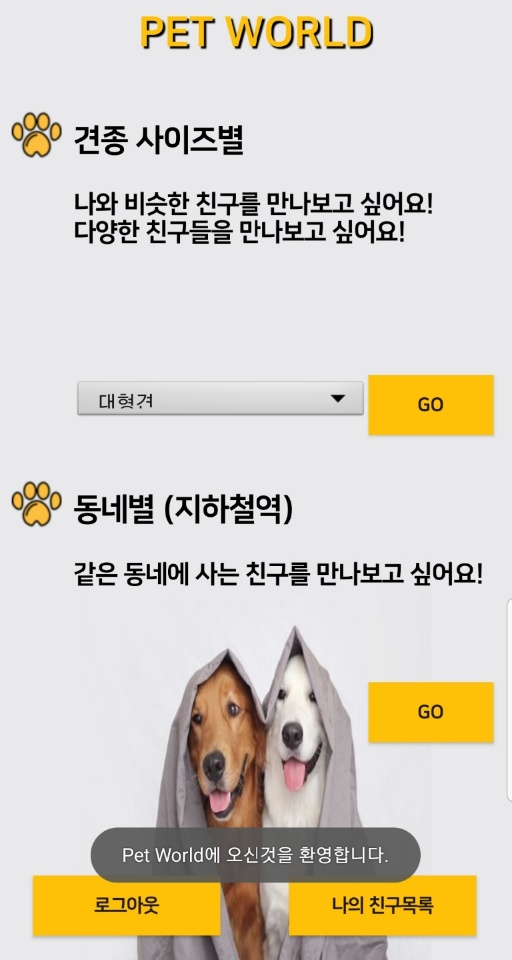 PET WORLD
견종 사이즈별
나와 비슷한 친구를 만나보고 싶어요!
다양한 친구들을 만나보고 싶어요!
대형견
GO
동네별 (지하철역)
같은 동네에 사는 친구를 만나보고 싶어요!
GO
Pet World에 오신것을 환영합니다.
로그아웃
나의 친구목록